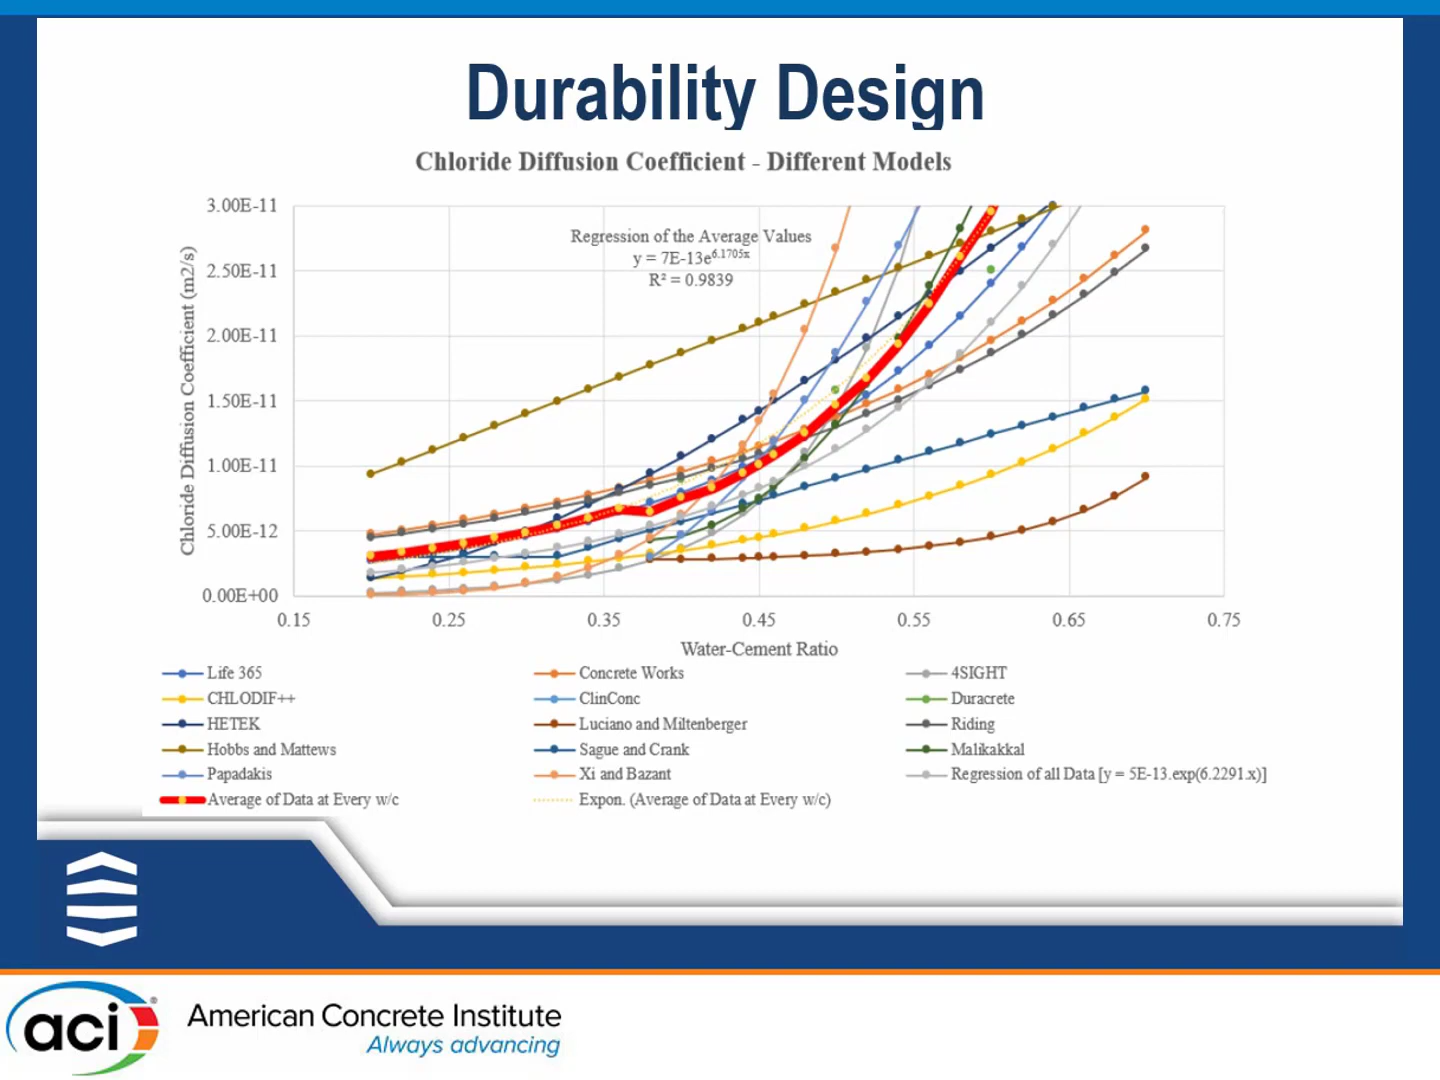 Durability Design
Chloride Diffusion Coefficient - Different Models
3.00E-11
2.50E-11
2.00E-11
1.50E-11
1.00E-11
5.00E-12
0.00E+00
Chloride Diffusion Coefficient (m2/s)
Regression of the Average Values
y = 7E-13e^6.1705x
R² = 0.9839
0.15 0.25 0.35 0.45 0.55 0.65 0.75
Water-Cement Ratio
Life 365 Concrete Works 4SIGHT
CHLODIF++ ClinConc Duracrete
HETEK Luciano and Miltenberger Riding
Hobbs and Mattews Sague and Crank Malikakkal
Papadakis Xi and Bazant Regression of all Data [y = 5E-13.exp(6.2291.x)]
Average of Data at Every w/c Expon. (Average of Data at Every w/c)
aci®
American Concrete Institute
Always advancing